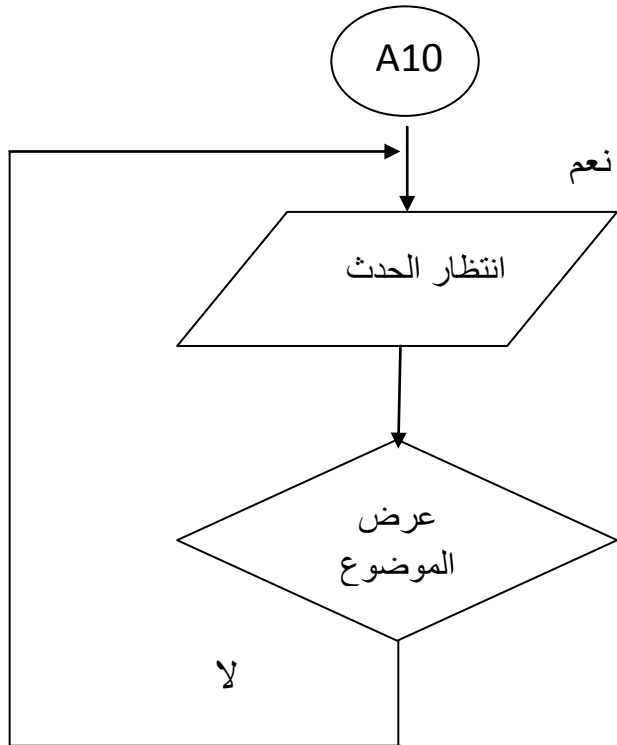 A10
نعم
انتظار الحدث
عرض
الموضوع
لا